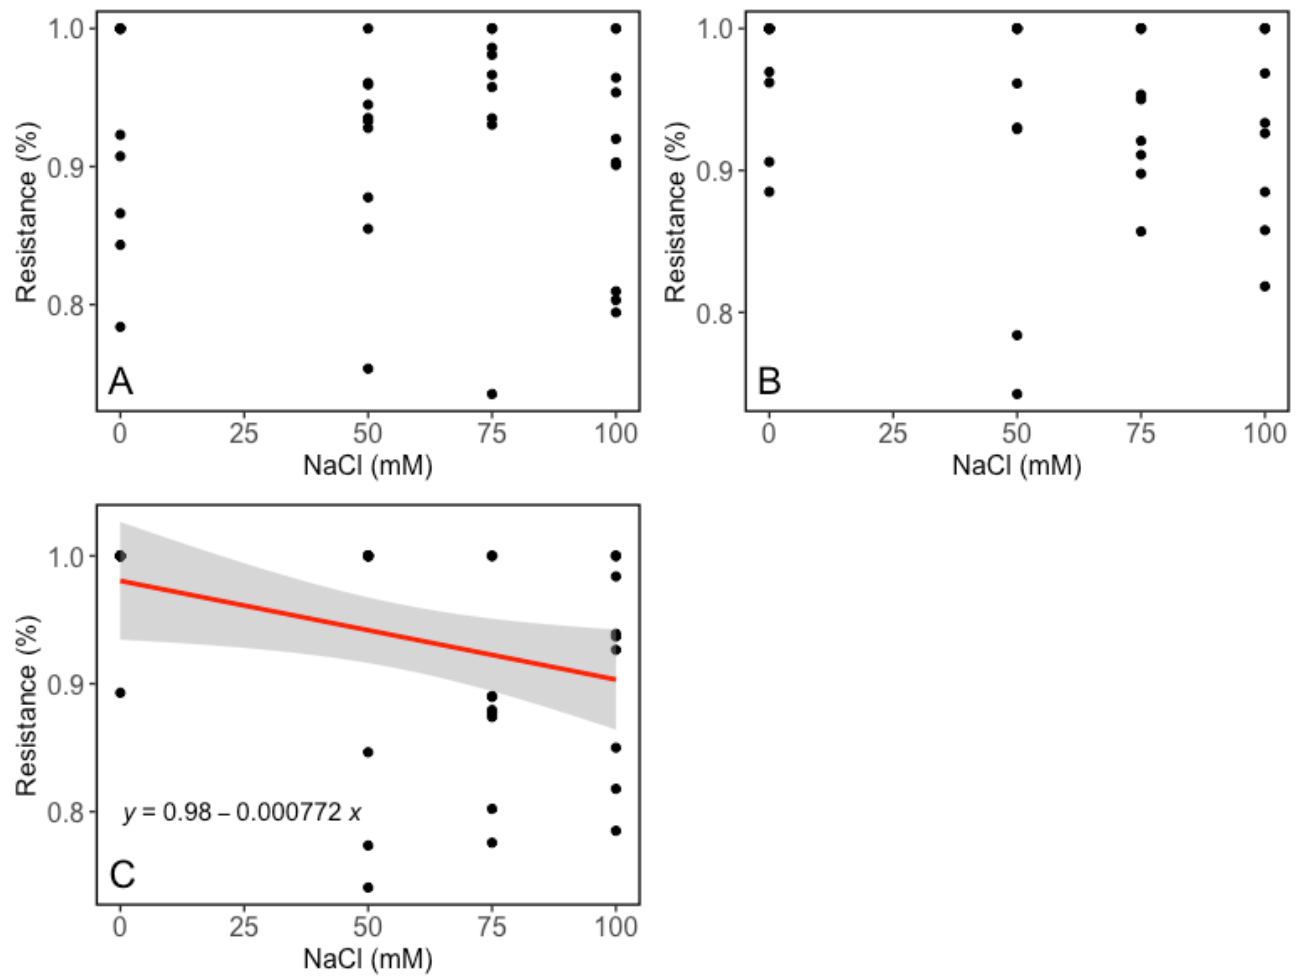 1.0
0.9
0.8
Resistance (%)
A
0 25 50 75 100
NaCl (mM)
1.0
0.9
0.8
Resistance (%)
B
0 25 50 75 100
NaCl (mM)
1.0
0.9
0.8
Resistance (%)
y = 0.98 – 0.000772 x
C
0 25 50 75 100
NaCl (mM)